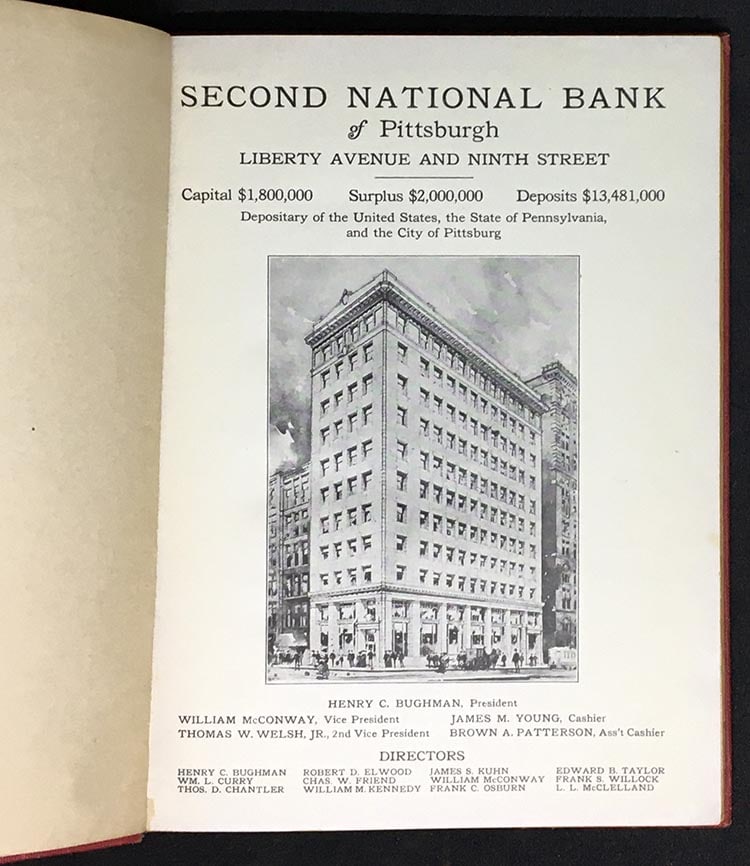 SECOND NATIONAL BANK
of Pittsburgh
LIBERTY AVENUE AND NINTH STREET
Capital $1,800,000 Surplus $2,000,000 Deposits $13,481,000
Depositary of the United States, the State of Pennsylvania,
and the City of Pittsburg
HENRY C. BUGHMAN, President
WILLIAM McCONWAY, Vice President JAMES M. YOUNG, Cashier
THOMAS W. WELSH, JR., 2nd Vice President BROWN A. PATTERSON, Ass't Cashier
DIRECTORS
HENRY C. BUGHMAN ROBERT D. ELWOOD JAMES S. KUHN EDWARD B. TAYLOR
WM. L. CURRY CHAS. W. FRIEND WILLIAM McCONWAY FRANK S. WILLOCK
THOS. D. CHANTLER WILLIAM M. KENNEDY FRANK C. OSBURN L. L. McCLELLAND